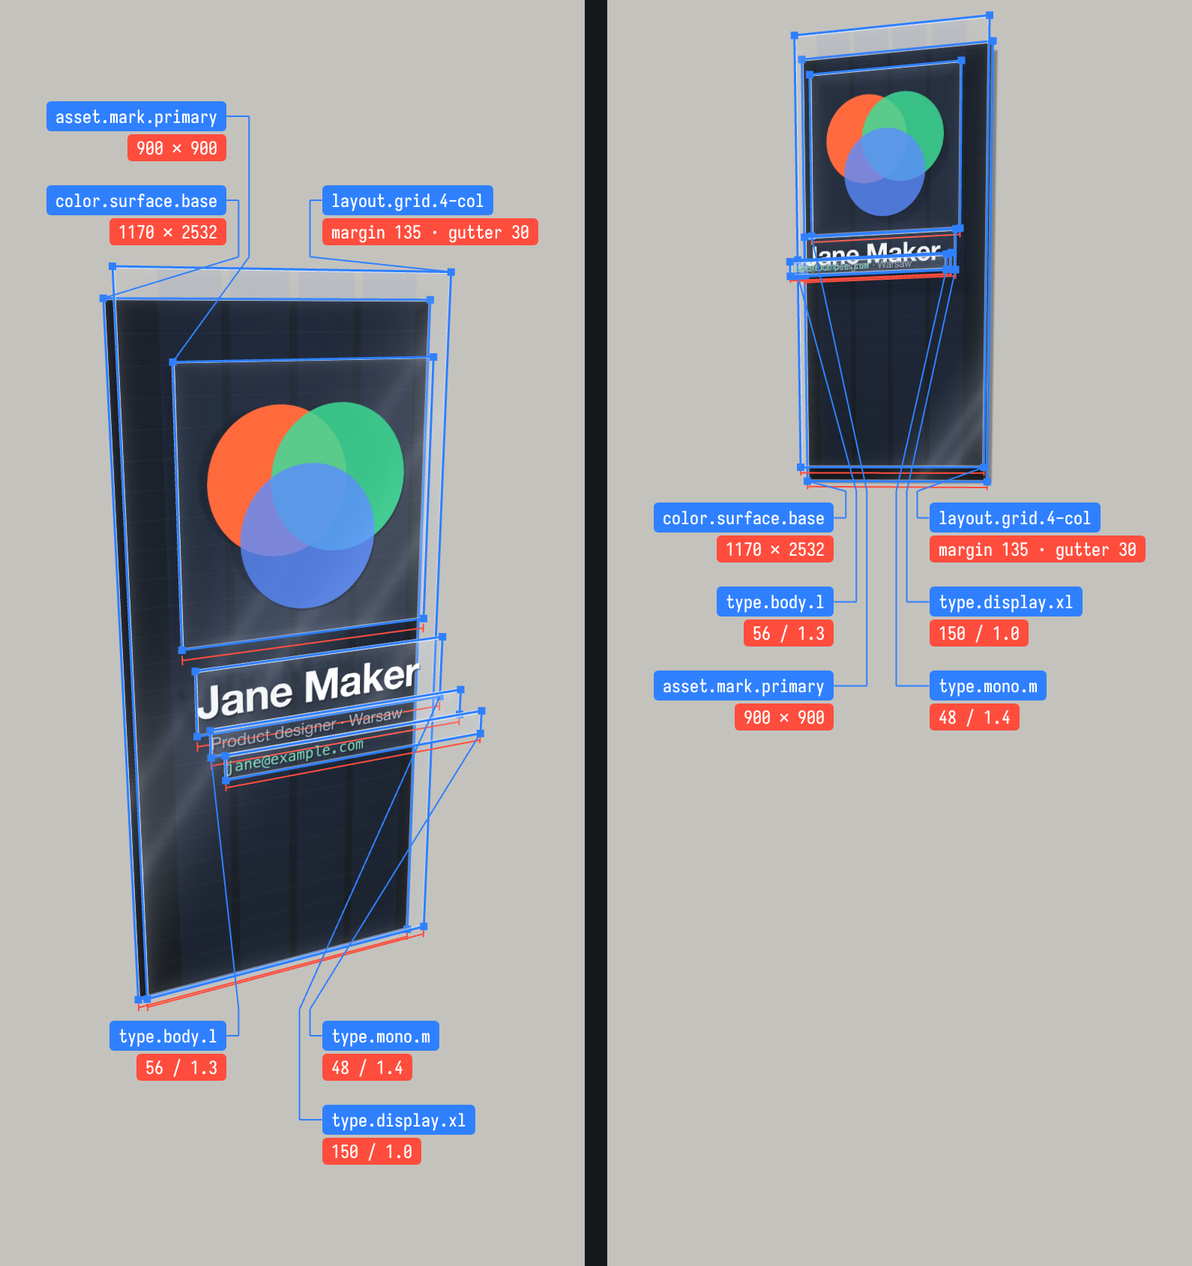 asset.mark.primary
900 × 900
color.surface.base
1170 × 2532
layout.grid.4-col
margin 135 · gutter 30
Jane Maker
Product designer · Warsaw
jane@example.com
type.body.l
56 / 1.3
type.mono.m
48 / 1.4
type.display.xl
150 / 1.0
Jane Maker
· Warsaw
color.surface.base
1170 × 2532
layout.grid.4-col
margin 135 · gutter 30
type.body.l
56 / 1.3
type.display.xl
150 / 1.0
asset.mark.primary
900 × 900
type.mono.m
48 / 1.4